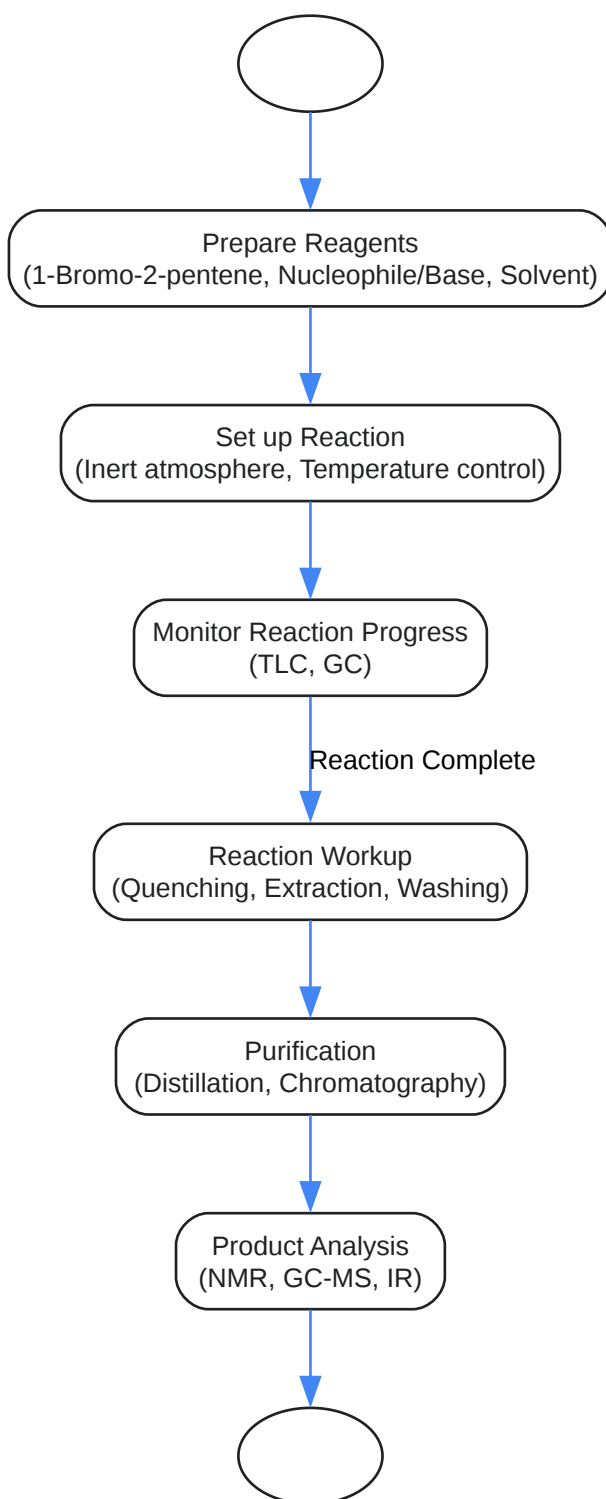 Prepare Reagents
(1-Bromo-2-pentene, Nucleophile/Base, Solvent)
Set up Reaction
(Inert atmosphere, Temperature control)
Monitor Reaction Progress
(TLC, GC)
Reaction Complete
Reaction Workup
(Quenching, Extraction, Washing)
Purification
(Distillation, Chromatography)
Product Analysis
(NMR, GC-MS, IR)